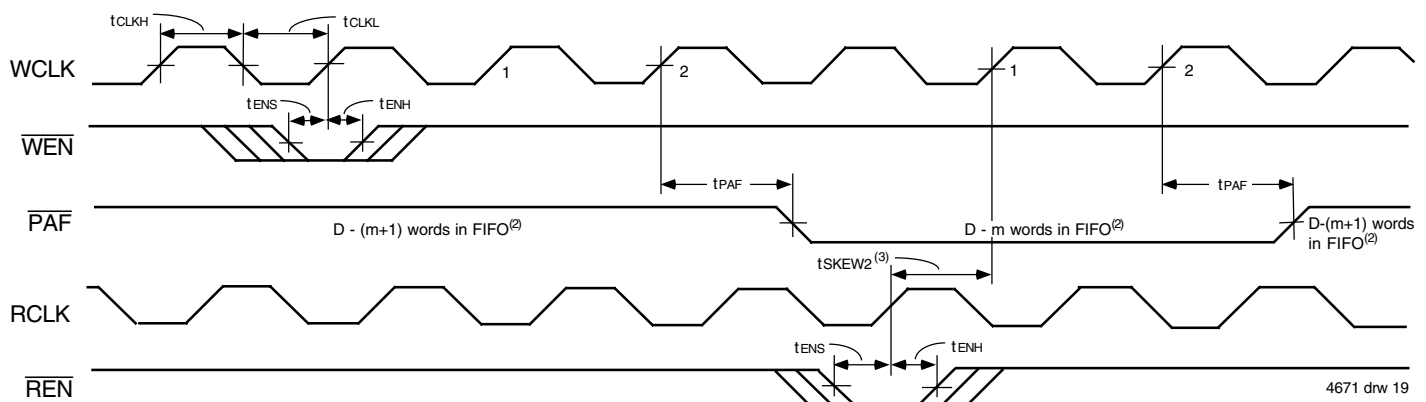 tCLKH
tCLKL
WCLK
1
2
1
2
tENS
tENH
WEN
tPAF
tPAF
PAF
D - (m+1) words in FIFO(2)
D - m words in FIFO(2)
D-(m+1) words
in FIFO(2)
tSKEW2(3)
RCLK
tENS
tENH
REN
4671 drw 19